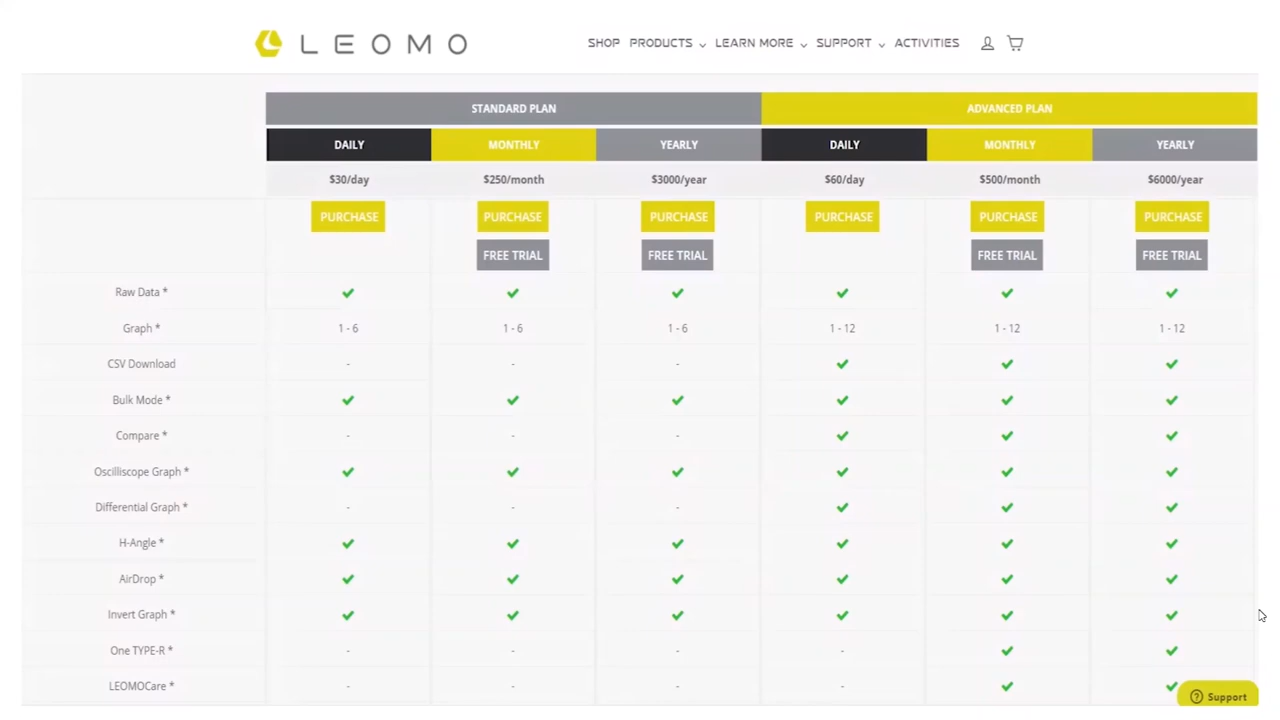 LEOMO
SHOP PRODUCTS LEARN MORE SUPPORT ACTIVITIES
STANDARD PLAN ADVANCED PLAN
DAILY MONTHLY YEARLY DAILY MONTHLY YEARLY
$30/day $250/month $3000/year $60/day $500/month $6000/year
PURCHASE PURCHASE PURCHASE PURCHASE PURCHASE PURCHASE
FREE TRIAL FREE TRIAL FREE TRIAL FREE TRIAL
Raw Data *
Graph * 1 - 6 1 - 6 1 - 6 1 - 12 1 - 12 1 - 12
CSV Download - - -
Bulk Mode *
Compare * - - -
Oscilliscope Graph *
Differential Graph * - - -
H-Angle *
AirDrop *
Invert Graph *
One TYPE-R * - - - -
LEOMOCare * - - - -
Support